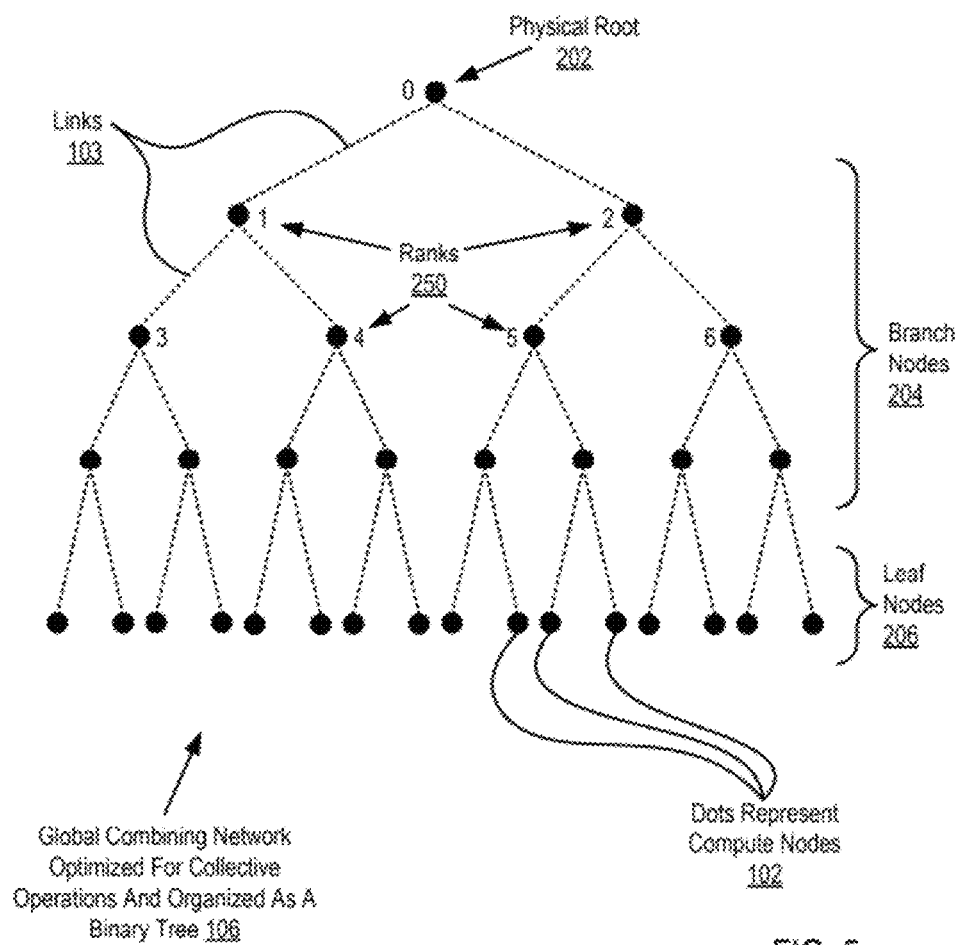 Physical Root
202
0
Links
103
1
2
Ranks
250
3
4
5
6
Branch
Nodes
204
Leaf
Nodes
206
Dots Represent
Compute Nodes
102
Global Combining Network
Optimized For Collective
Operations And Organized As A
Binary Tree 106